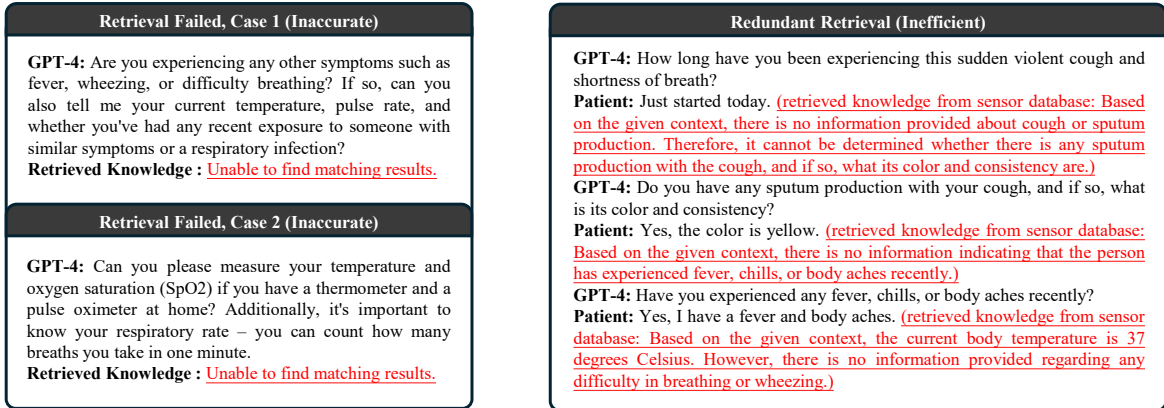 Retrieval Failed, Case 1 (Inaccurate)
GPT-4: Are you experiencing any other symptoms such as
fever, wheezing, or difficulty breathing? If so, can you
also tell me your current temperature, pulse rate, and
whether you've had any recent exposure to someone with
similar symptoms or a respiratory infection?
Retrieved Knowledge : Unable to find matching results.
Retrieval Failed, Case 2 (Inaccurate)
GPT-4: Can you please measure your temperature and
oxygen saturation (SpO2) if you have a thermometer and a
pulse oximeter at home? Additionally, it's important to
know your respiratory rate – you can count how many
breaths you take in one minute.
Retrieved Knowledge : Unable to find matching results.
Redundant Retrieval (Inefficient)
GPT-4: How long have you been experiencing this sudden violent cough and
shortness of breath?
Patient: Just started today. (retrieved knowledge from sensor database: Based
on the given context, there is no information provided about cough or sputum
production. Therefore, it cannot be determined whether there is any sputum
production with the cough, and if so, what its color and consistency are.)
GPT-4: Do you have any sputum production with your cough, and if so, what
is its color and consistency?
Patient: Yes, the color is yellow. (retrieved knowledge from sensor database:
Based on the given context, there is no information indicating that the person
has experienced fever, chills, or body aches recently.)
GPT-4: Have you experienced any fever, chills, or body aches recently?
Patient: Yes, I have a fever and body aches. (retrieved knowledge from sensor
database: Based on the given context, the current body temperature is 37
degrees Celsius. However, there is no information provided regarding any
difficulty in breathing or wheezing.)